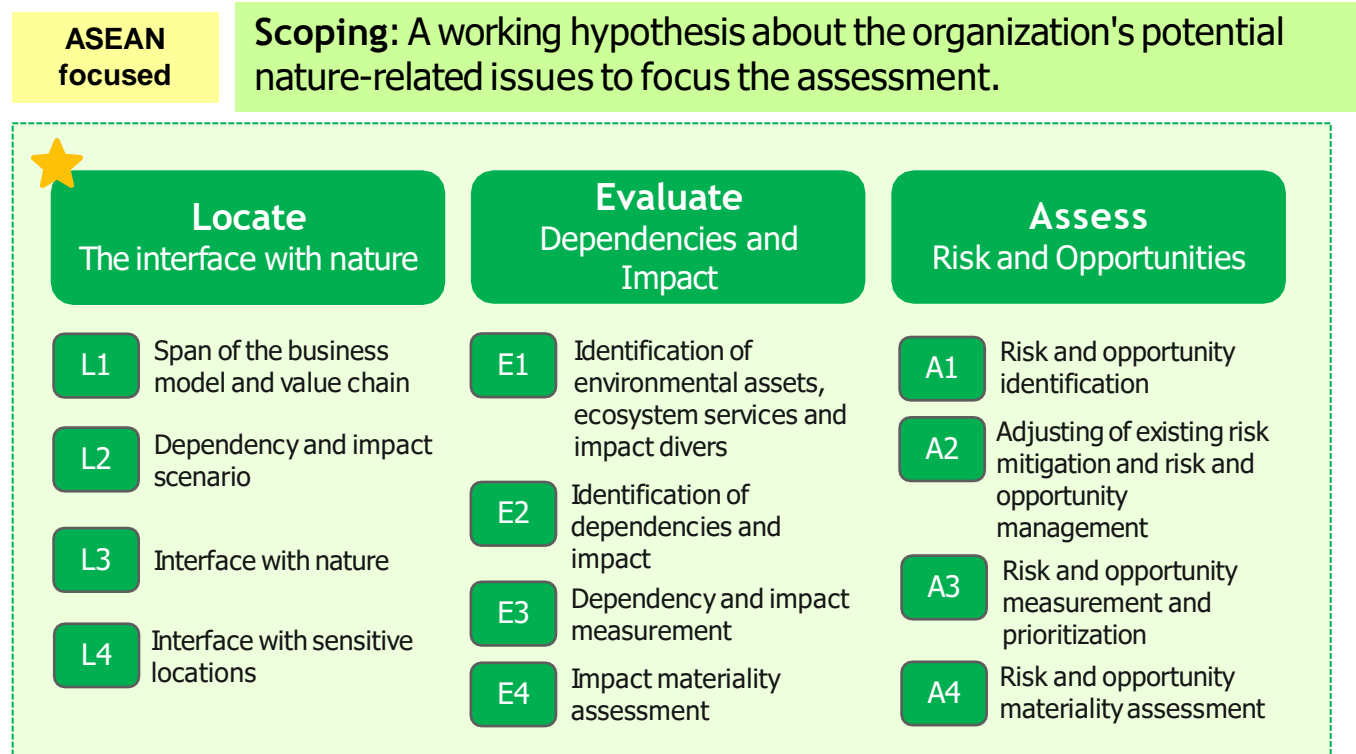 ASEAN
focused
Scoping: A working hypothesis about the organization's potential
nature-related issues to focus the assessment.
Locate
The interface with nature
L1
Span of the business
model and value chain
L2
Dependency and impact
scenario
L3
Interface with nature
L4
Interface with sensitive
locations
Evaluate
Dependencies and
Impact
E1
Identification of
environmental assets,
ecosystem services and
impact divers
E2
Identification of
dependencies and
impact
E3
Dependency and impact
measurement
E4
Impact materiality
assessment
Assess
Risk and Opportunities
A1
Risk and opportunity
identification
A2
Adjusting of existing risk
mitigation and risk and
opportunity
management
A3
Risk and opportunity
measurement and
prioritization
A4
Risk and opportunity
materiality assessment